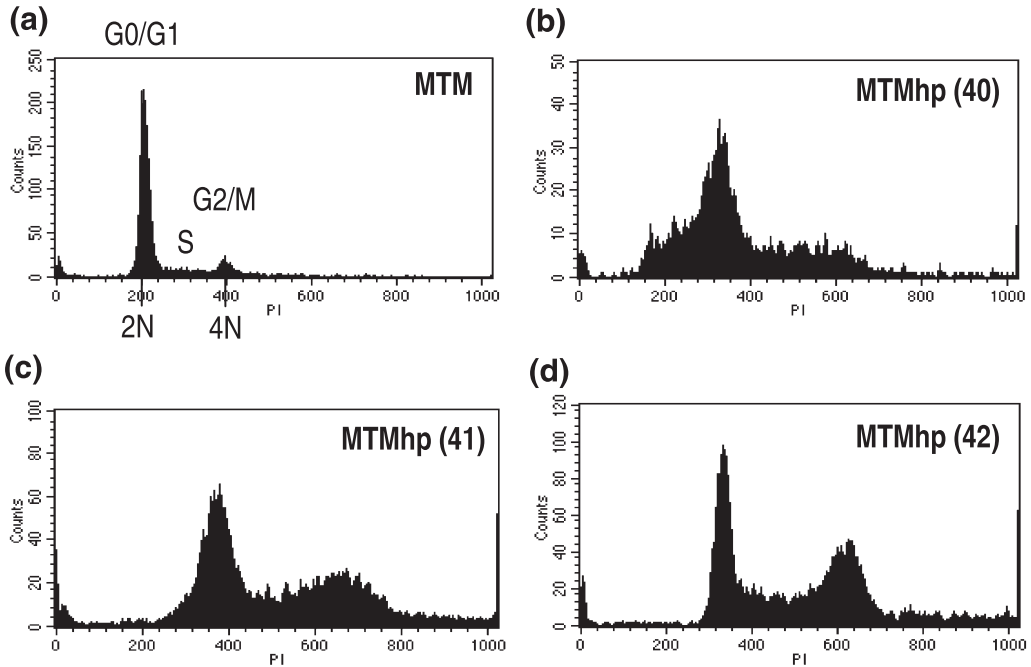 (a)
G0/G1
MTM
G2/M
S
Counts
0 50 100 150 200 250
0 200 400 600 800 1000
PI
2N 4N
(b)
MTMhp (40)
Counts
0 10 20 30 40 50
0 200 400 600 800 1000
PI
(c)
MTMhp (41)
Counts
0 20 40 60 80 100
0 200 400 600 800 1000
PI
(d)
MTMhp (42)
Counts
0 20 40 60 80 100 120
0 200 400 600 800 1000
PI